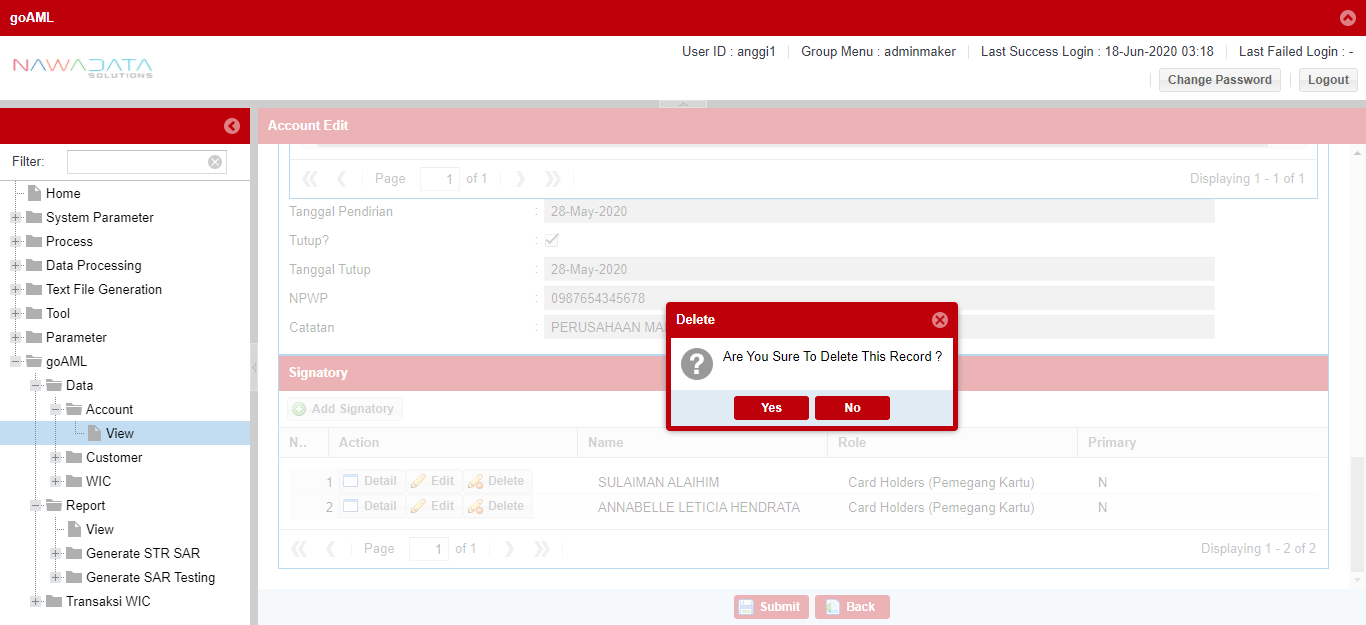 goAML
NAWADATA
SOLUTIONS
User ID : anggi1
Group Menu : adminmaker
Last Success Login : 18-Jun-2020 03:18
Last Failed Login : -
Change Password
Logout
Filter:
Home
System Parameter
Process
Data Processing
Text File Generation
Tool
Parameter
goAML
Data
Account
View
Customer
WIC
Report
View
Generate STR SAR
Generate SAR Testing
Transaksi WIC
Account Edit
Page 1 of 1
Displaying 1 - 1 of 1
Tanggal Pendirian : 28-May-2020
Tutup? :
Tanggal Tutup : 28-May-2020
NPWP : 0987654345678
Catatan : PERUSAHAAN MA
Delete
Are You Sure To Delete This Record ?
Yes No
Signatory
Add Signatory
N.. Action Name Role Primary
1 Detail Edit Delete SULAIMAN ALAIHIM Card Holders (Pemegang Kartu) N
2 Detail Edit Delete ANNABELLE LETICIA HENDRATA Card Holders (Pemegang Kartu) N
Page 1 of 1
Displaying 1 - 2 of 2
Submit Back